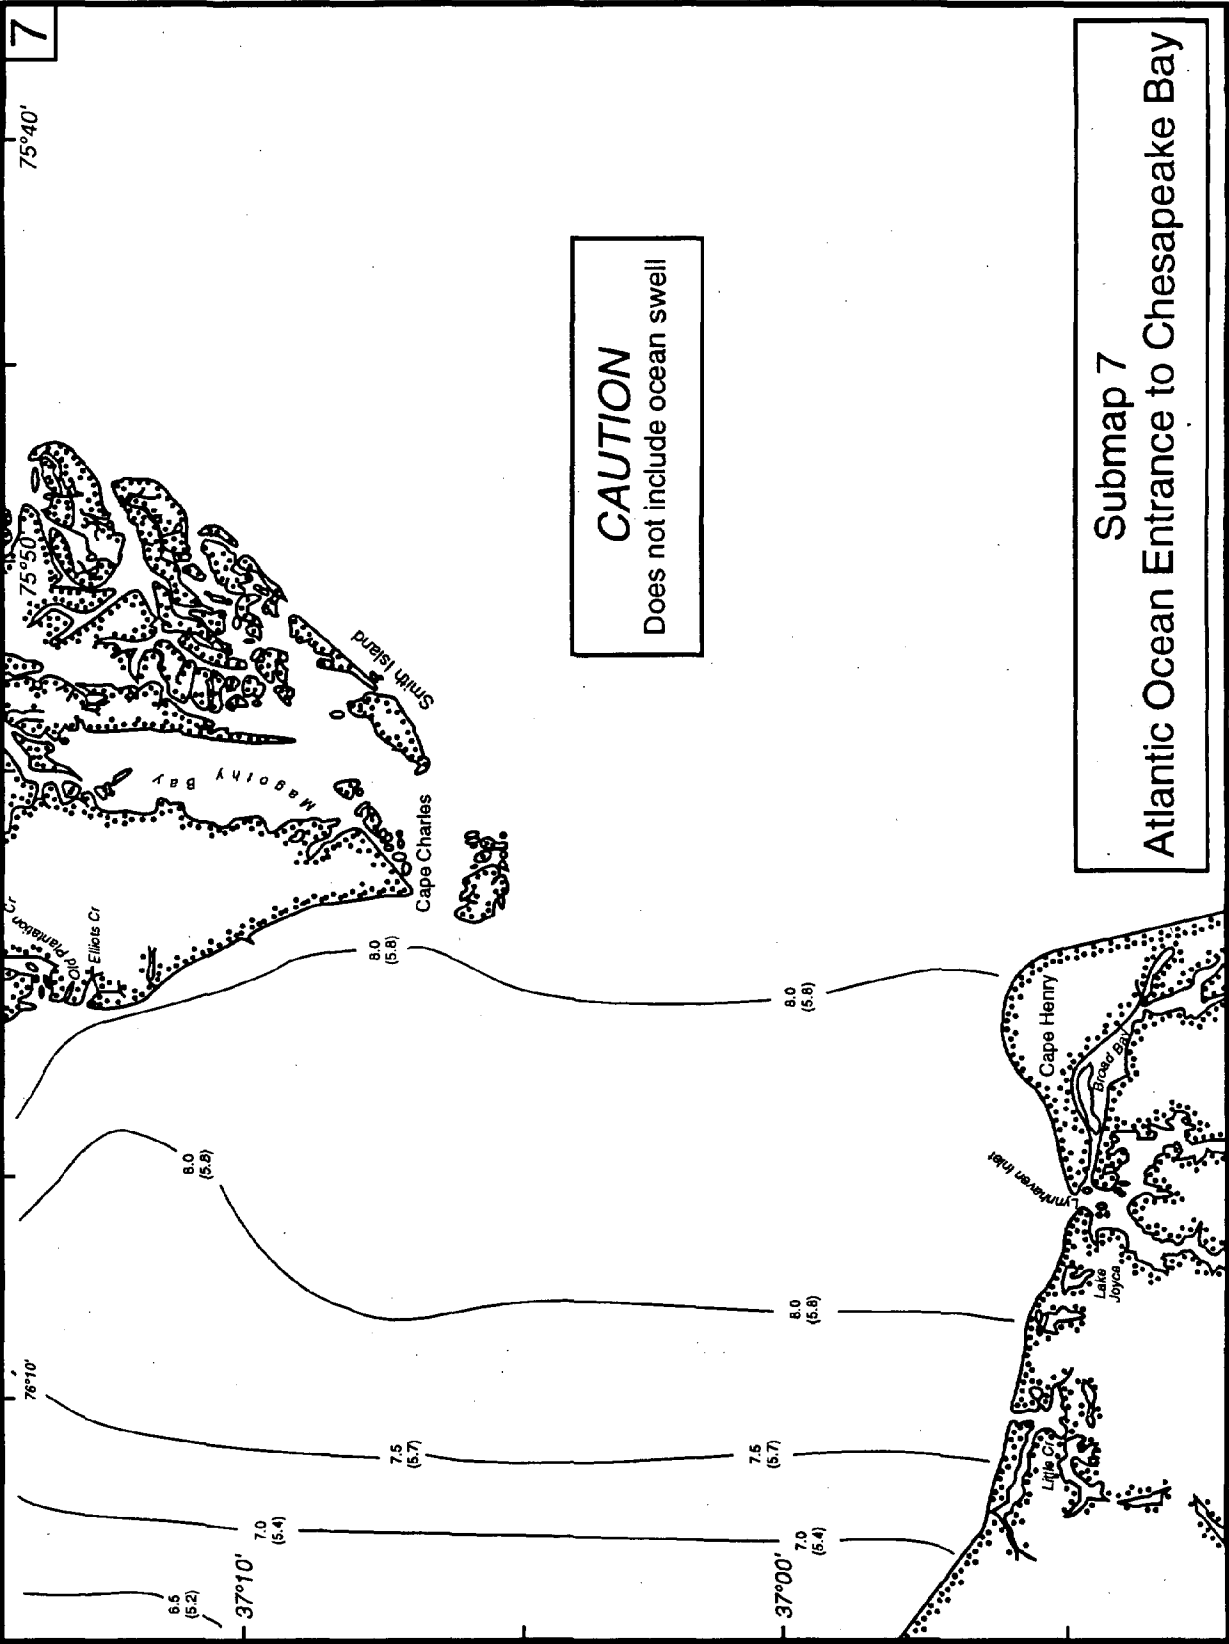 7
75°40'
75°50'
76°10'
Old Plantation Cr
Elliots Cr
Magothy Bay
Smith Island
Cape Charles
CAUTION
Does not include ocean swell
8.0
(5.8)
8.0
(5.8)
8.0
(5.8)
8.0
(5.8)
7.5
(5.7)
7.5
(5.7)
7.0
(5.4)
7.0
(5.4)
6.5
(5.2)
37°10'
37°00'
Cape Henry
Broad Bay
Lynnhaven Inlet
Lake
Joyce
Little Cr
Submap 7
Atlantic Ocean Entrance to Chesapeake Bay